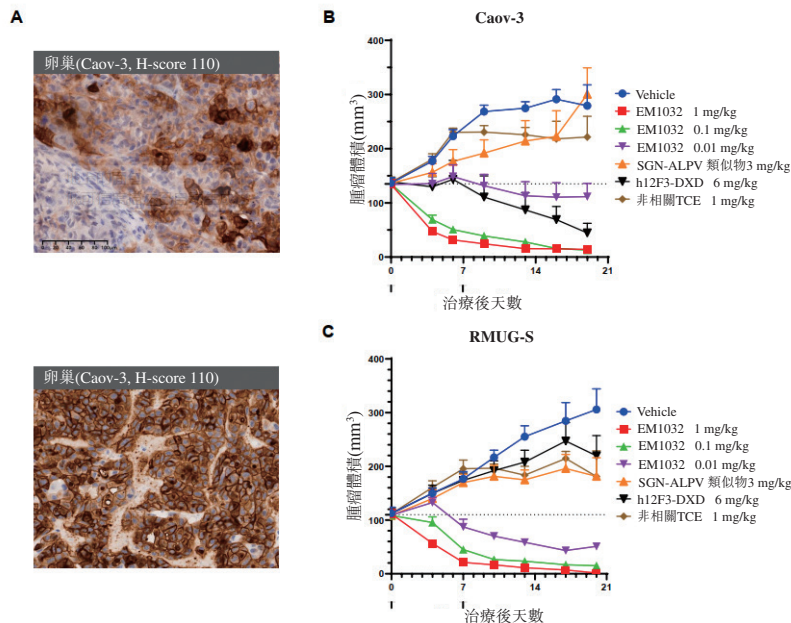 A
卵巢(Caov-3, H-score 110)
B
Caov-3
400
300
200
100
0
腫瘤體積(mm3)
0
7
14
21
治療後天數
Vehicle
EM1032 1 mg/kg
EM1032 0.1 mg/kg
EM1032 0.01 mg/kg
SGN-ALPV 類似物3 mg/kg
h12F3-DXD 6 mg/kg
非相關TCE 1 mg/kg
卵巢(Caov-3, H-score 110)
C
RMUG-S
400
300
200
100
0
腫瘤體積(mm3)
0
7
14
21
治療後天數
Vehicle
EM1032 1 mg/kg
EM1032 0.1 mg/kg
EM1032 0.01 mg/kg
SGN-ALPV 類似物3 mg/kg
h12F3-DXD 6 mg/kg
非相關TCE 1 mg/kg